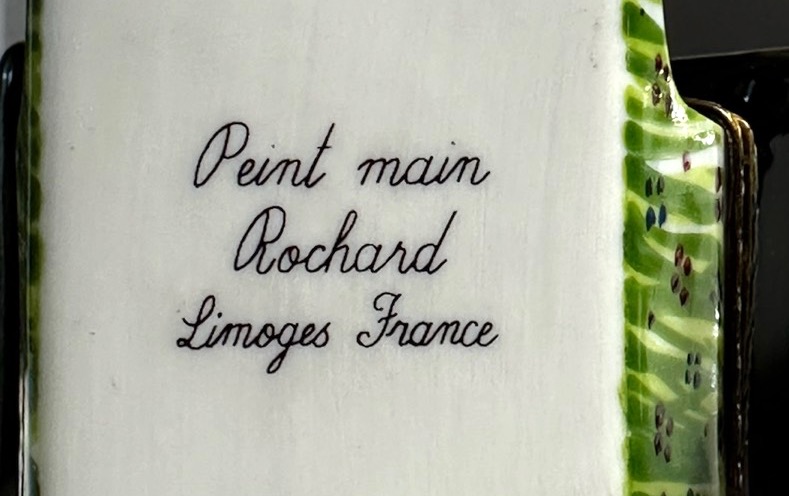 Peint main
Rochard
Limoges France